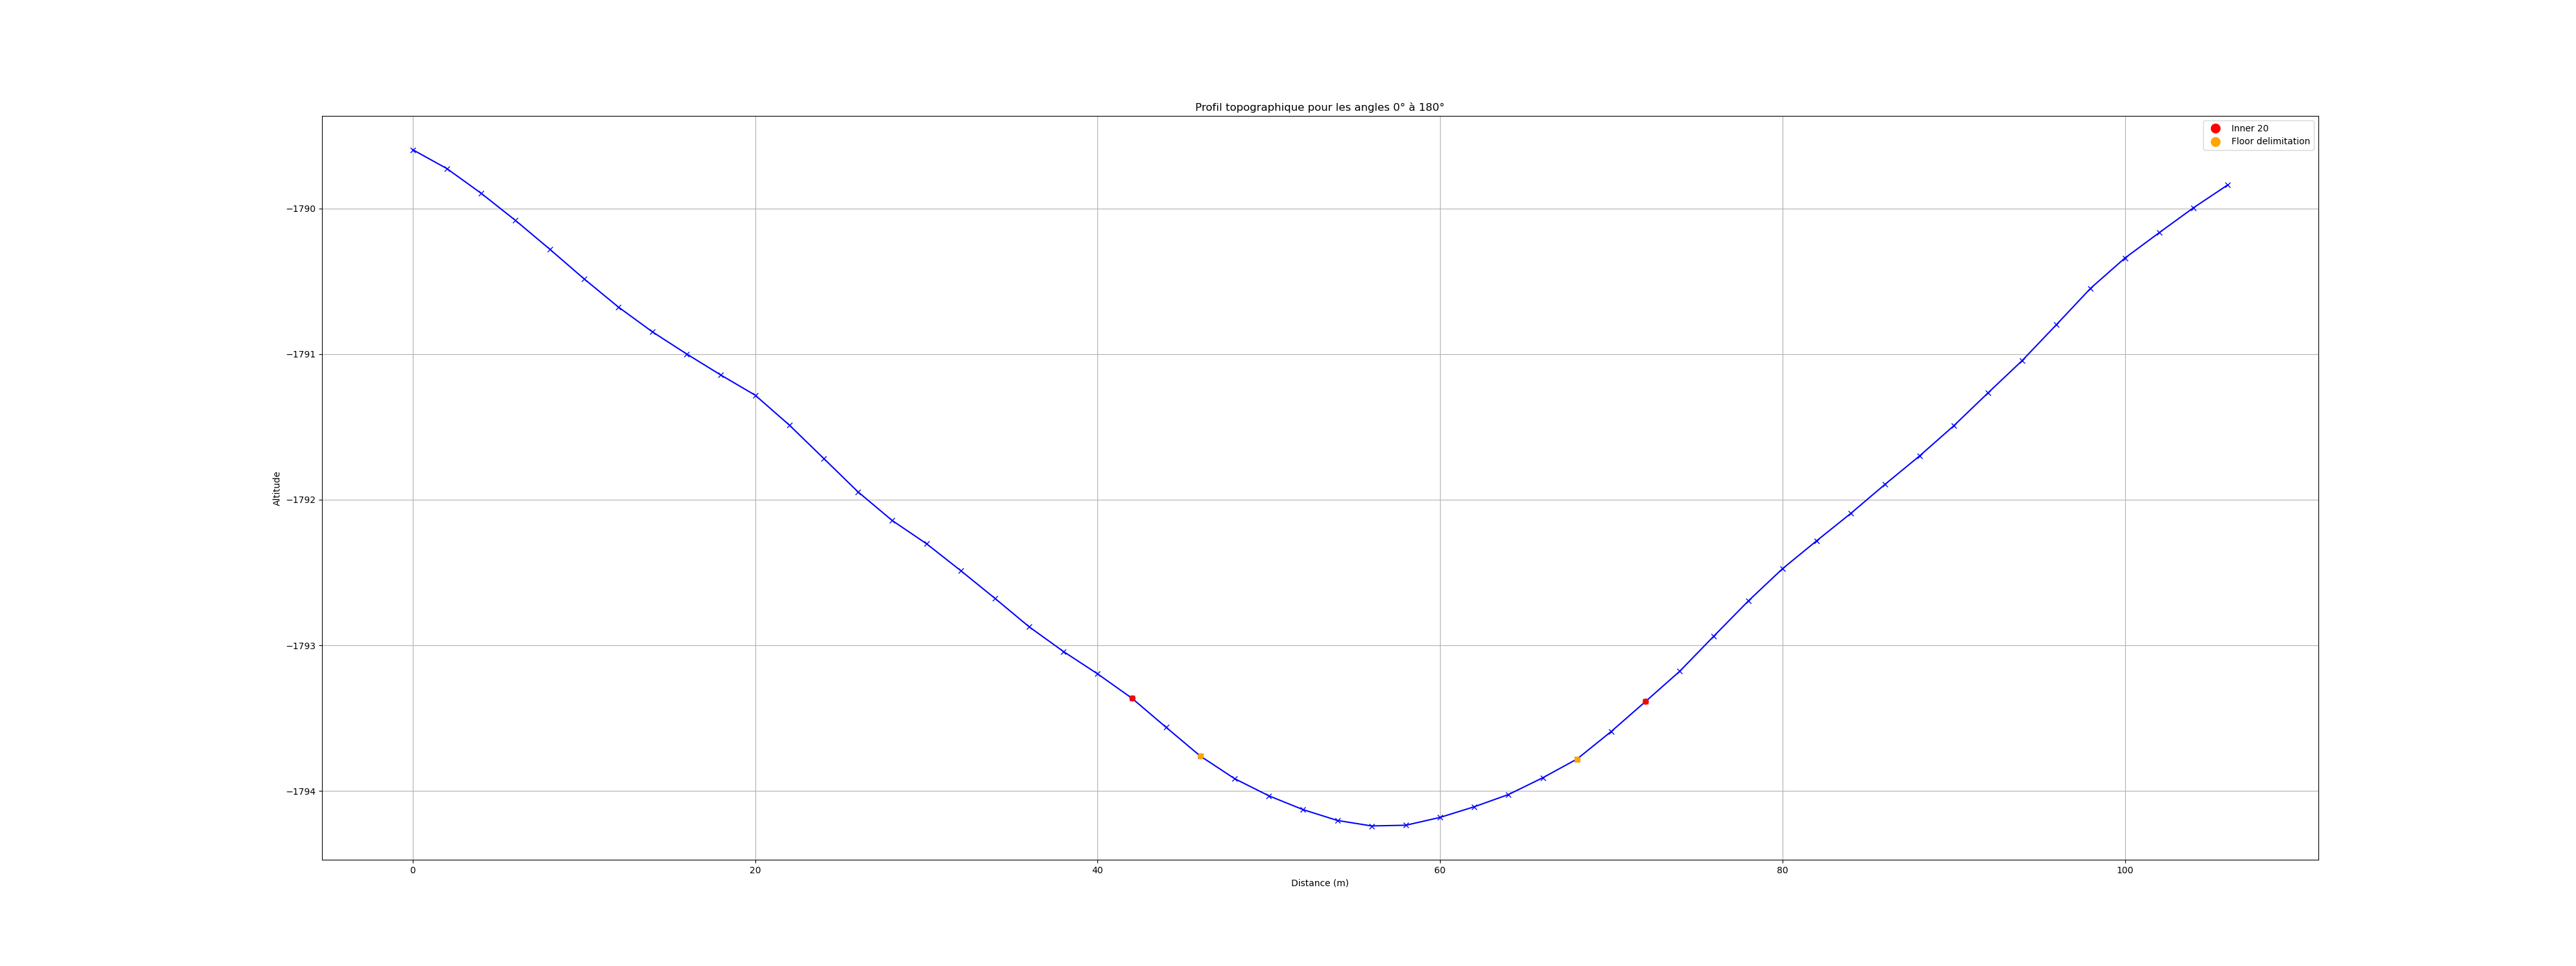 Profil topographique pour les angles 0° à 180°
Inner 20
Floor delimitation
−1790
−1791
−1792
−1793
−1794
Altitude
0 20 40 60 80 100
Distance (m)